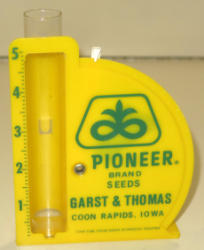 5
4
3
2
1
PIONEER®
BRAND
SEEDS
GARST & THOMAS
COON RAPIDS, IOWA